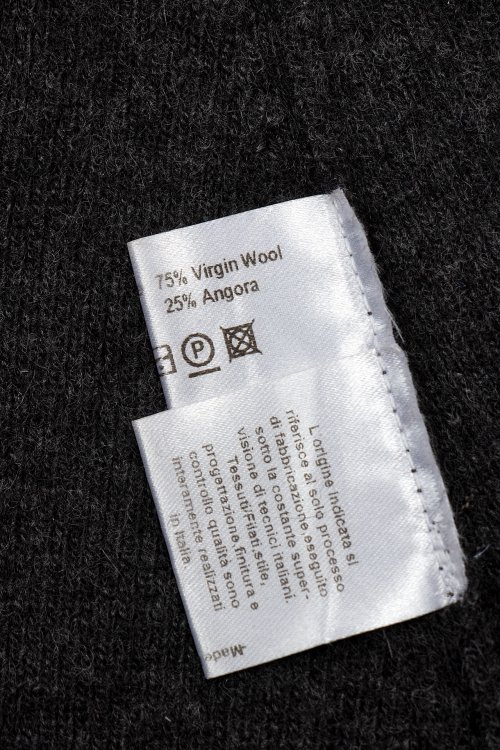 75% Virgin Wool
25% Angora
P
L origine indicata si
riferisce al solo processo
di fabbricazione,eseguito
sotto la costante super-
visione di tecnici italiani.
Tessuti/Filati,stile,
progettazione,finitura e
controllo qualità sono
interamente realizzati
in Italia
Made